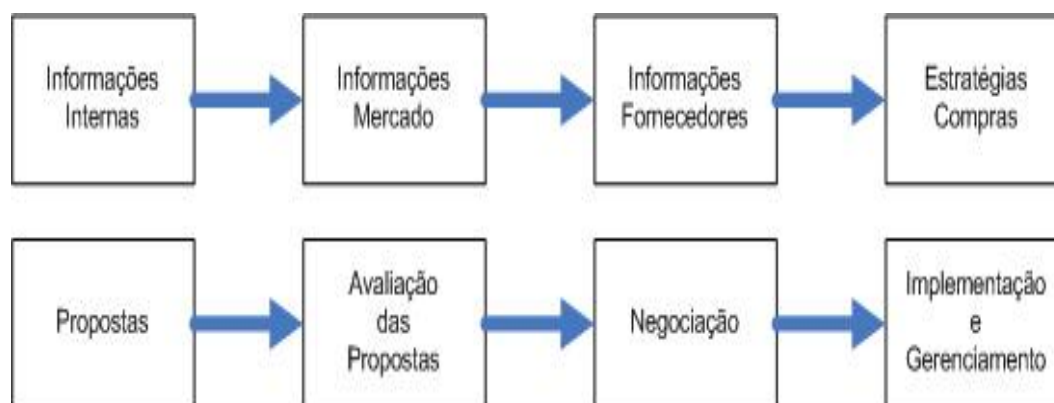 Informações
Internas
Informações
Mercado
Informações
Fornecedores
Estratégias
Compras
Propostas
Avaliação
das
Propostas
Negociação
Implementação
e
Gerenciamento